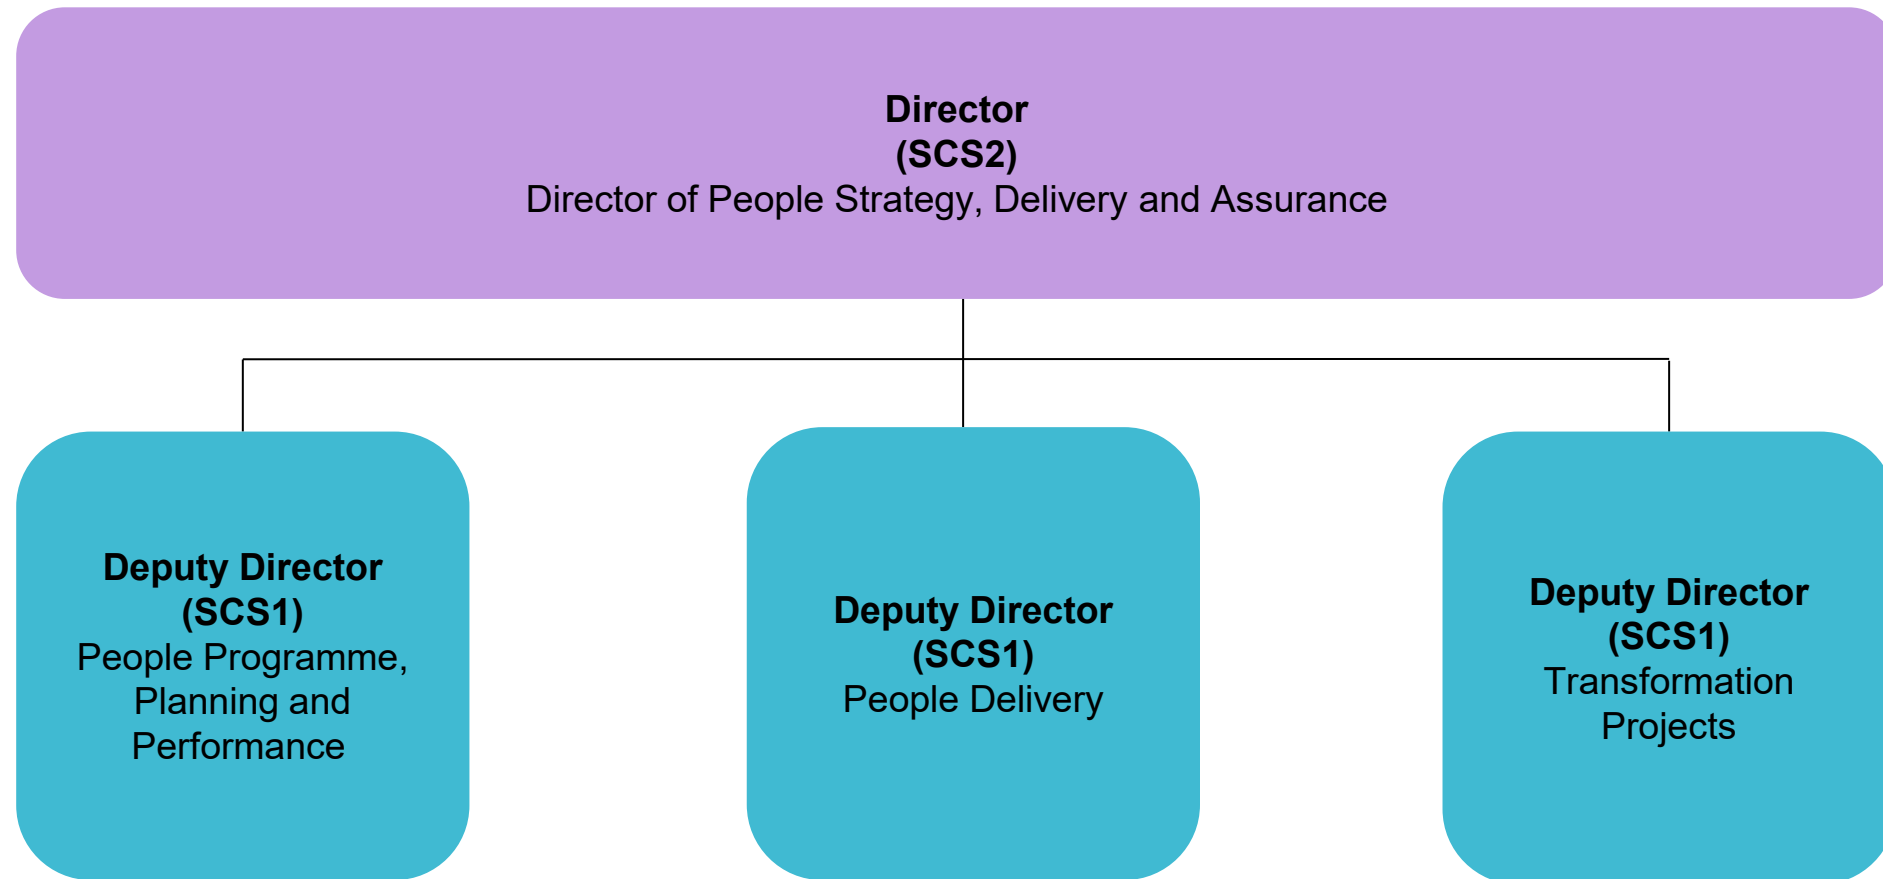 Director
(SCS2)
Director of People Strategy, Delivery and Assurance
Deputy Director
(SCS1)
People Programme,
Planning and
Performance
Deputy Director
(SCS1)
People Delivery
Deputy Director
(SCS1)
Transformation
Projects